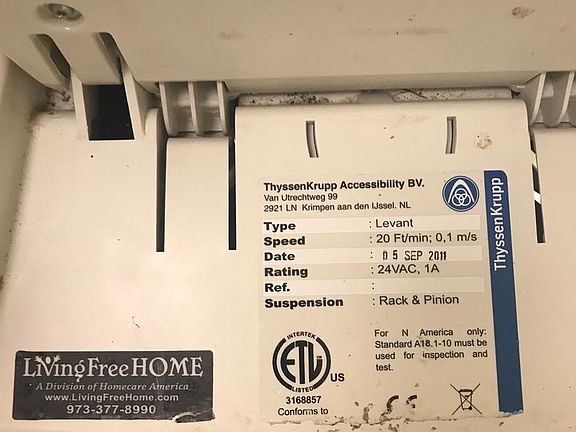 ThyssenKrupp Accessibility BV.
Van Utrechtweg 99
2921 LN Krimpen aan den IJssel. NL
ThyssenKrupp
Type : Levant
Speed : 20 Ft/min; 0,1 m/s
Date : 05 SEP 2011
Rating : 24VAC, 1A
Ref. :
Suspension : Rack & Pinion
INTERTEK
ETL
CM
LISTED
US
3168857
Conforms to
For N America only:
Standard A18.1-10 must be
used for inspection and
test.
CE
LivingFreeHOME
A Division of Homecare America
www.LivingFreeHome.com
973-377-8990